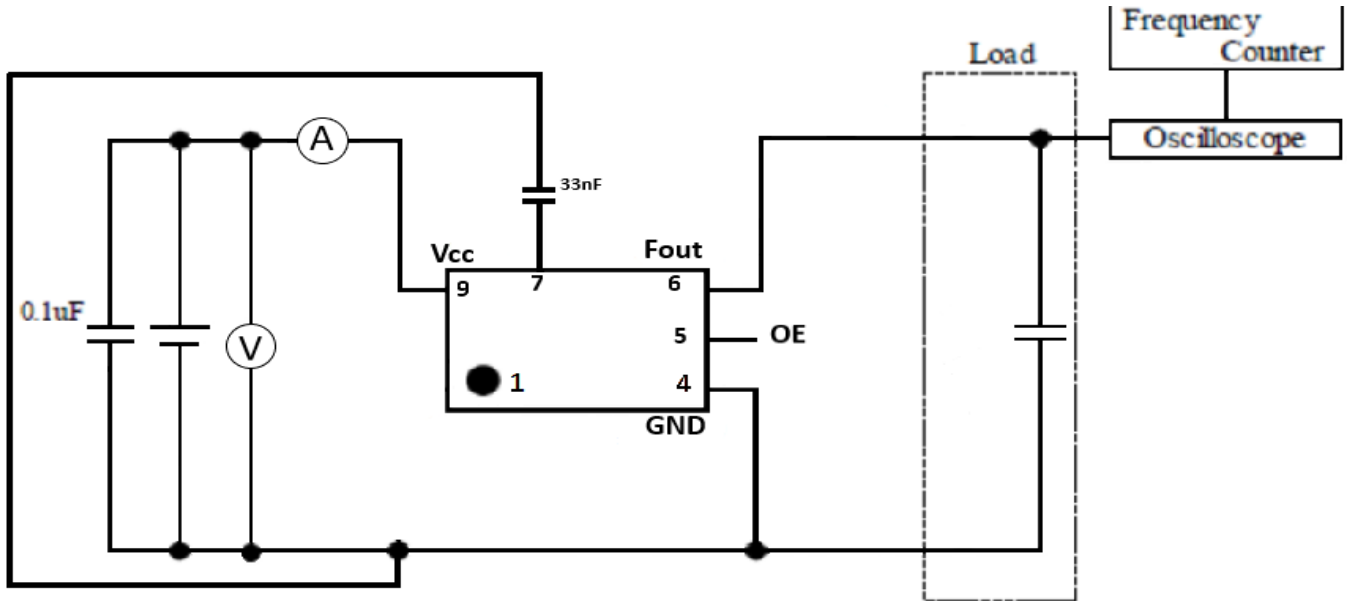 Frequency
Counter
Load
A
Oscilloscope
33nF
Vcc
Fout
9
7
6
0.1uF
V
5
OE
1
4
GND